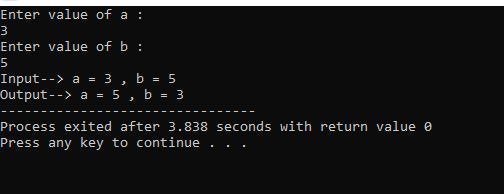 Enter value of a :
3
Enter value of b :
5
Input--> a = 3 , b = 5
Output--> a = 5 , b = 3
--------------------------------
Process exited after 3.838 seconds with return value 0
Press any key to continue . . .